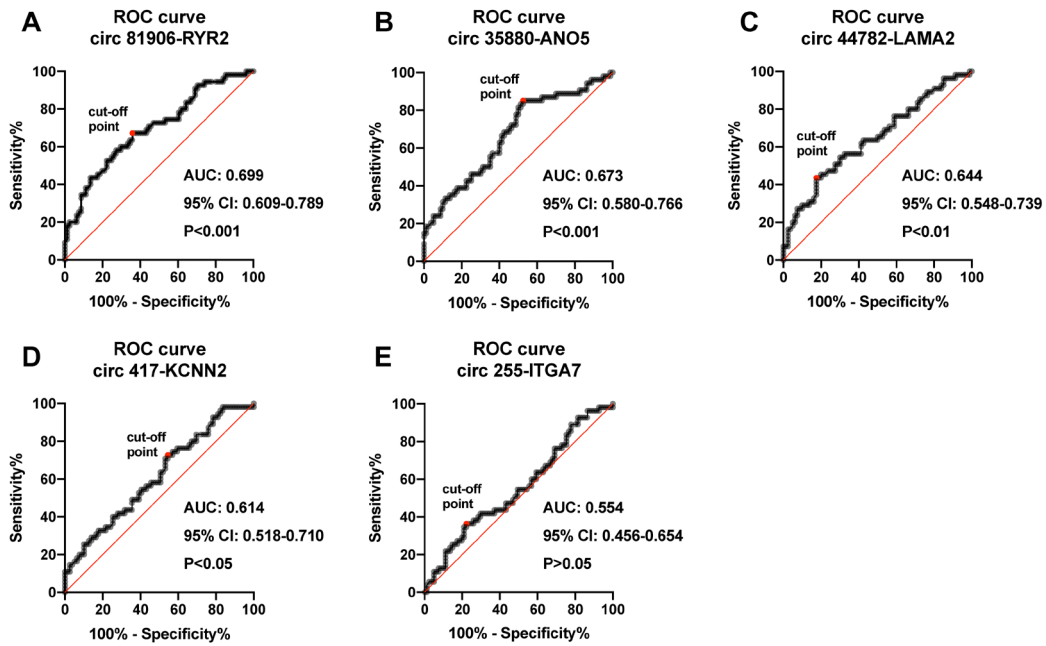 A
ROC curve
circ 81906-RYR2
Sensitivity%
100
80
60
40
20
0
cut-off
point
AUC: 0.699
95% CI: 0.609-0.789
P<0.001
0 20 40 60 80 100
100% - Specificity%
B
ROC curve
circ 35880-ANO5
Sensitivity%
100
80
60
40
20
0
cut-off
point
AUC: 0.673
95% CI: 0.580-0.766
P<0.001
0 20 40 60 80 100
100% - Specificity%
C
ROC curve
circ 44782-LAMA2
Sensitivity%
100
80
60
40
20
0
cut-off
point
AUC: 0.644
95% CI: 0.548-0.739
P<0.01
0 20 40 60 80 100
100% - Specificity%
D
ROC curve
circ 417-KCNN2
Sensitivity%
100
80
60
40
20
0
cut-off
point
AUC: 0.614
95% CI: 0.518-0.710
P<0.05
0 20 40 60 80 100
100% - Specificity%
E
ROC curve
circ 255-ITGA7
Sensitivity%
100
80
60
40
20
0
cut-off
point
AUC: 0.554
95% CI: 0.456-0.654
P>0.05
0 20 40 60 80 100
100% - Specificity%